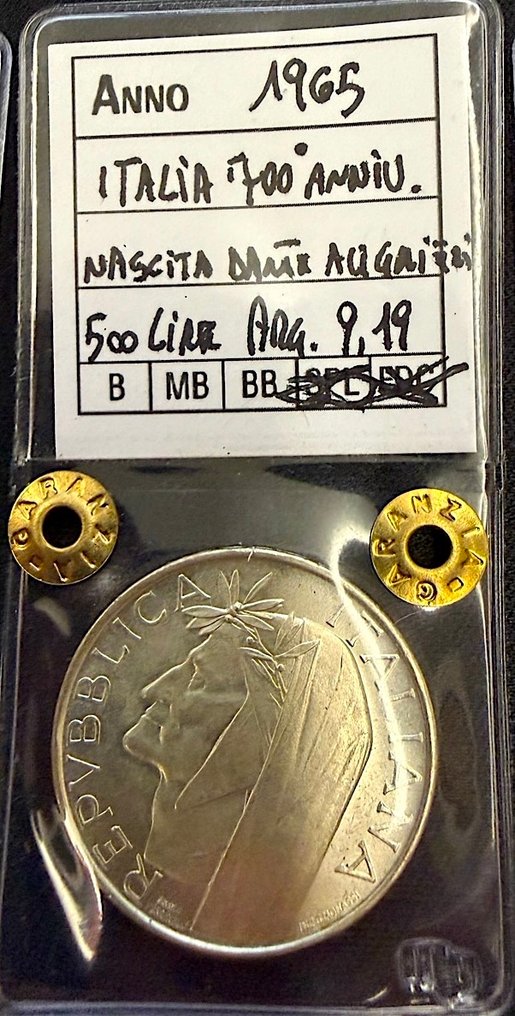 ANNO 1965
ITALIA 700° ANNIV.
NASCITA DANTE ALIGHIERI
500 LIRE ARG. 9,19
B MB BB SPL FDC
GARANZIA
GARANZIA
REPVBBLICA ITALIANA